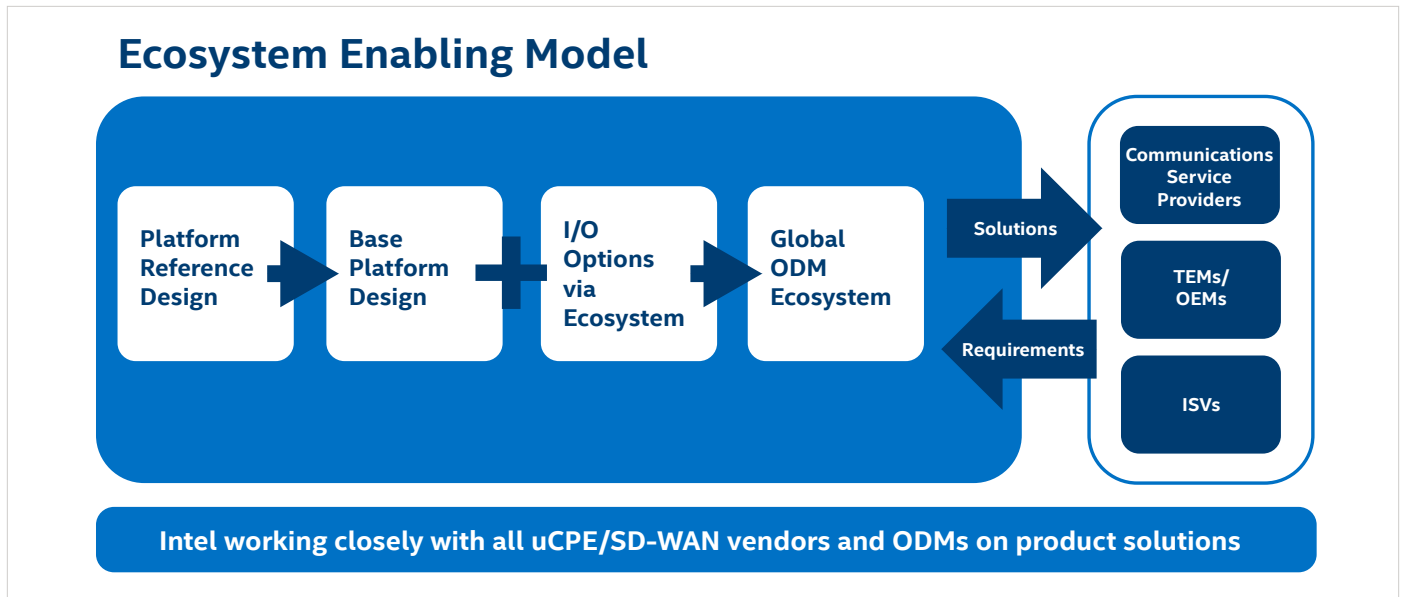 Ecosystem Enabling Model
Platform
Reference
Design
Base
Platform
Design
I/O
Options
via
Ecosystem
Global
ODM
Ecosystem
Solutions
Requirements
Communications
Service
Providers
TEMs/
OEMs
ISVs
Intel working closely with all uCPE/SD-WAN vendors and ODMs on product solutions